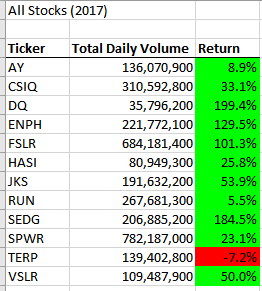 All Stocks (2017)
Ticker Total Daily Volume Return
AY 136,070,900 8.9%
CSIQ 310,592,800 33.1%
DQ 35,796,200 199.4%
ENPH 221,772,100 129.5%
FSLR 684,181,400 101.3%
HASI 80,949,300 25.8%
JKS 191,632,200 53.9%
RUN 267,681,300 5.5%
SEDG 206,885,200 184.5%
SPWR 782,187,000 23.1%
TERP 139,402,800 -7.2%
VSLR 109,487,900 50.0%